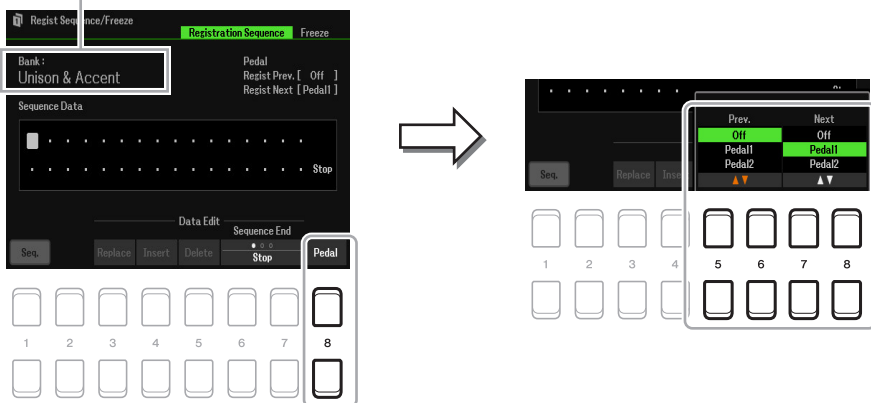 Regist Sequence/Freeze
Registration Sequence Freeze
Bank :
Unison & Accent
Pedal
Regist Prev. [ Off ]
Regist Next [ Pedal1 ]
Sequence Data
Stop
Data Edit
Sequence End
Seq. Replace Insert Delete Stop Pedal
1 2 3 4 5 6 7 8
Prev. Next
Off Off
Pedal1 Pedal1
Pedal2 Pedal2
Seq. Replace
1 2 3 4 5 6 7 8